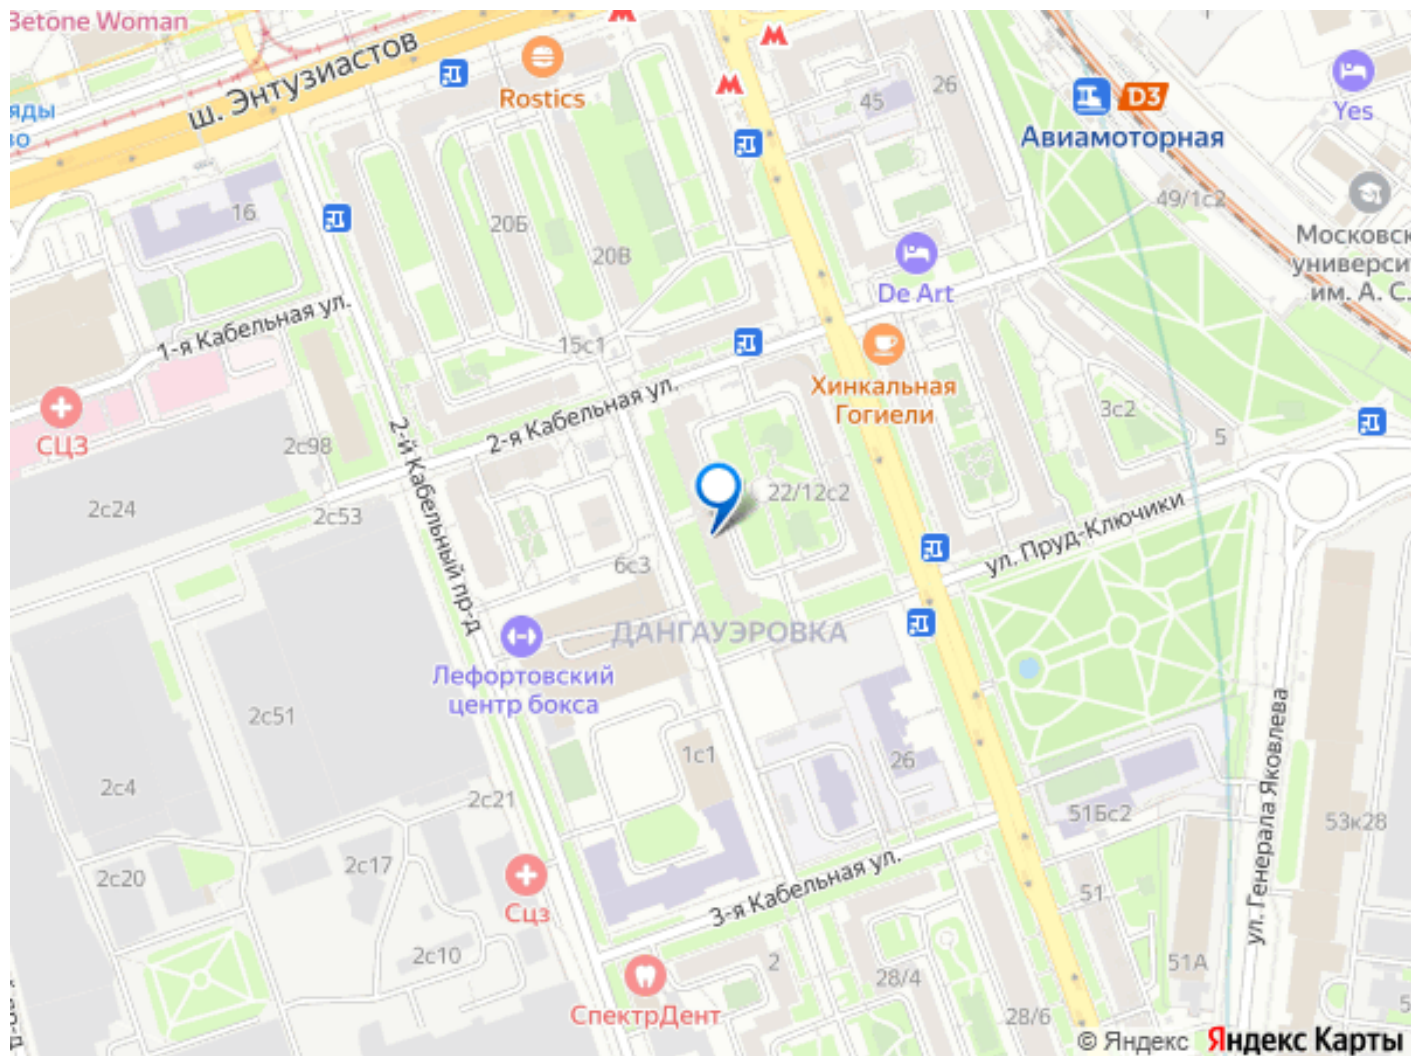 Betone Woman
ш. Энтузиастов
Rostics
яды
во
45
26
D3
Авиамоторная
Yes
49/1с2
Московск
универси
им. А. С.
16
20Б
20В
De Art
1-я Кабельная ул.
15с1
Хинкальная
Гогиели
СЦЗ
2с98
2-я Кабельная ул.
3с2
5
2с24
2с53
2-й Кабельный пр-д
22/12с2
ул. Пруд-Ключики
6с3
ДАНГАУЭРОВКА
Лефортовский
центр бокса
2с51
1с1
26
2с4
2с21
51Бс2
53к28
ул. Генерала Яковлева
2с20
2с17
Сцз
3-я Кабельная ул.
51
2с10
2
28/4
51А
СпектрДент
28/6
5
© Яндекс
Яндекс Карты